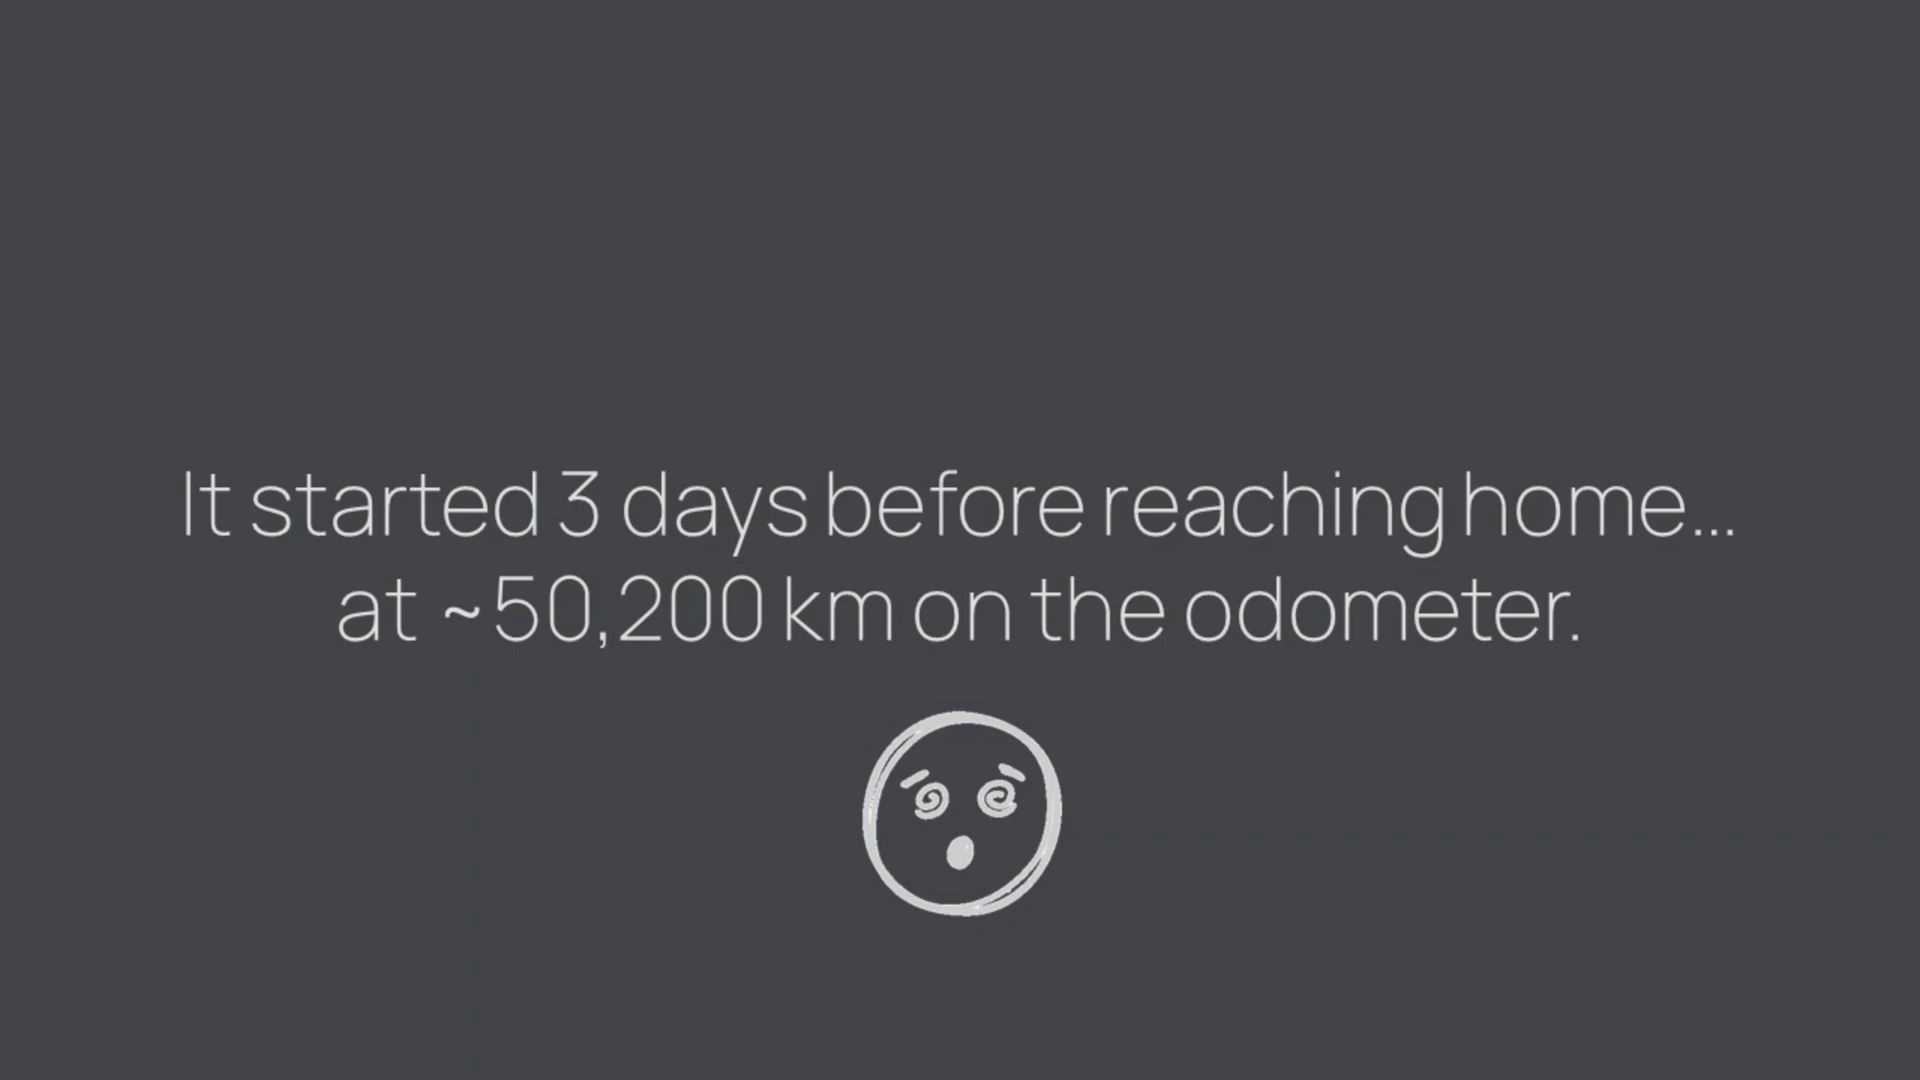 It started 3 days before reaching home...
at ~50,200 km on the odometer.